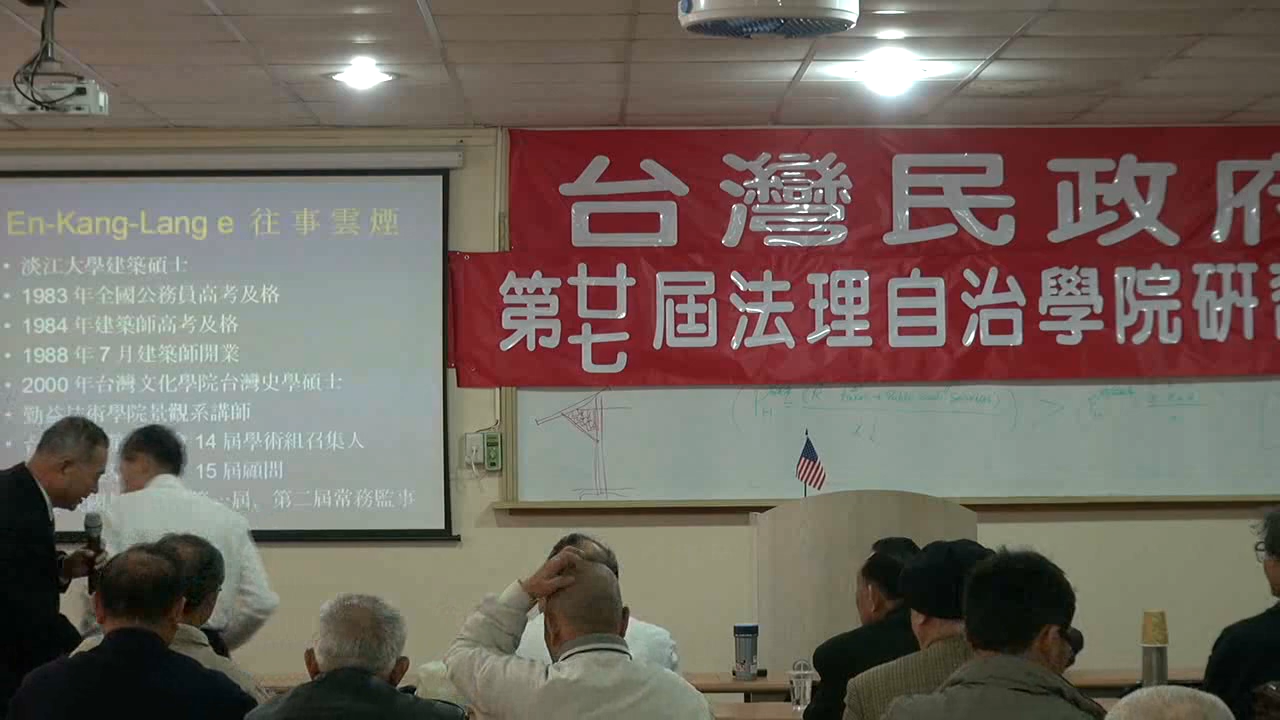 En-Kang-Lang e 往事雲煙
• 淡江大學建築碩士
• 1983 年全國公務員高考及格
• 1984 年建築師高考及格
• 1988 年 7 月建築師開業
• 2000 年台灣文化學院台灣史學碩士
• 勤益技術學院景觀系講師
14 屆學術組召集人
15 屆顧問
屆、第二屆常務監事
台灣民政府
第廿七屆法理自治學院研